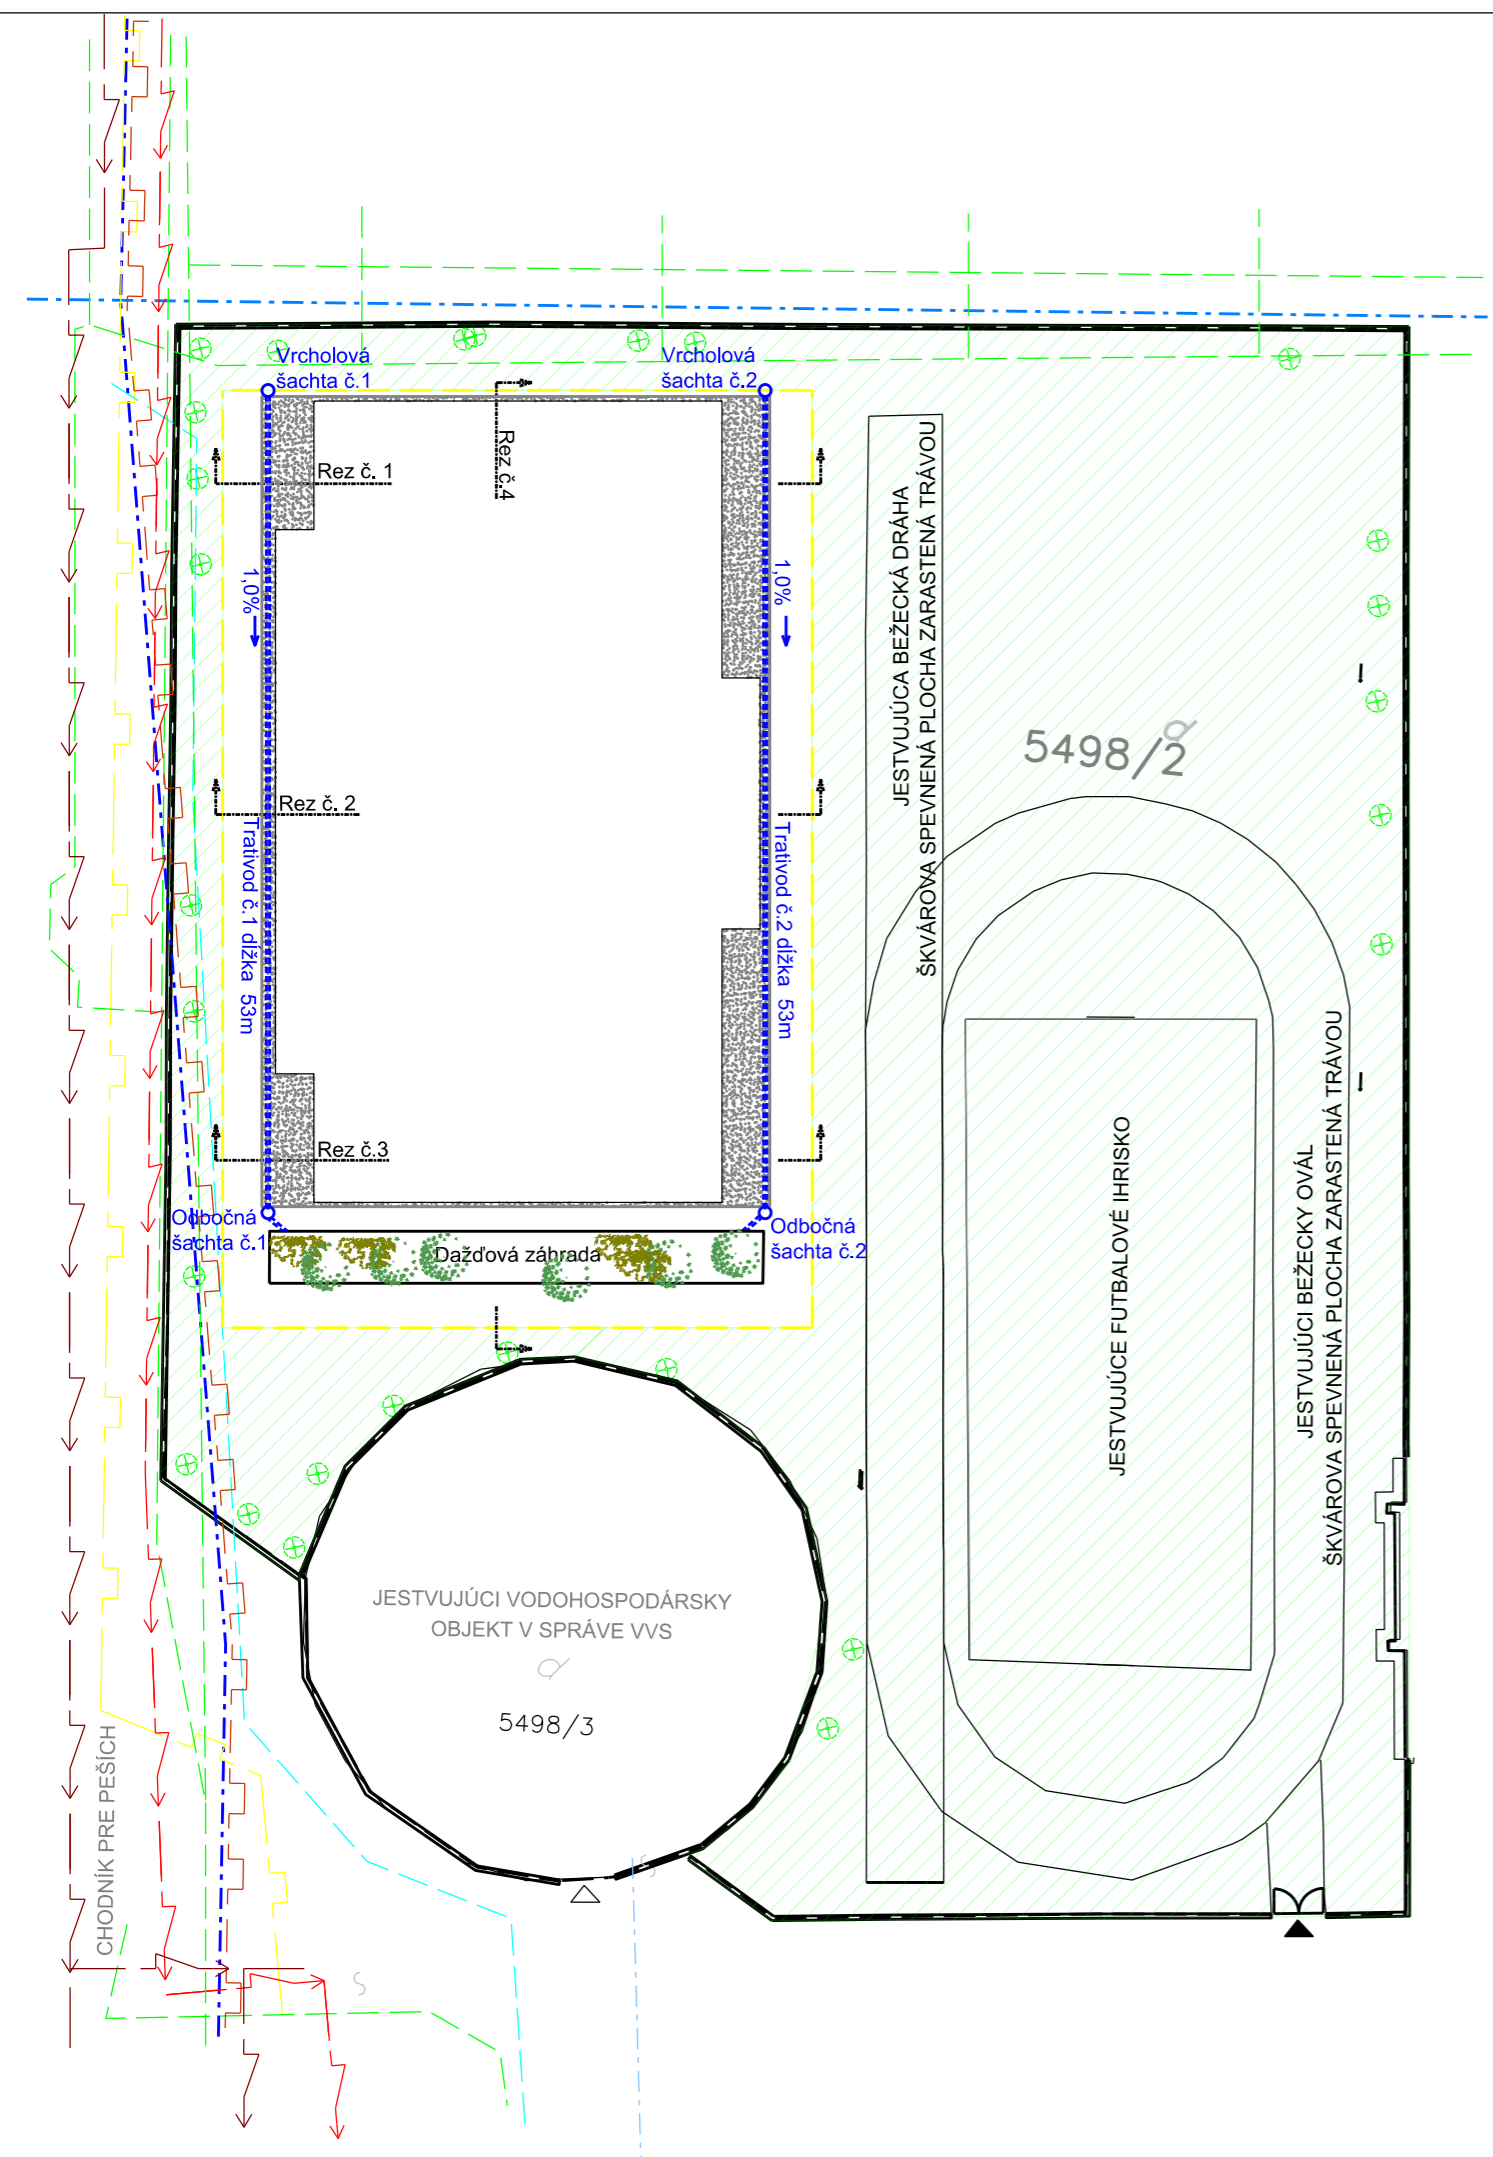 Vrcholová
šachta č.1
Vrcholová
šachta č.2
Rez č. 1
Rez č.4
1,0%
1,0%
JESTVUJÚCA BEŽECKÁ DRÁHA
ŠKVÁROVA SPEVNENÁ PLOCHA ZARASTENÁ TRÁVOU
5498/2
Rez č. 2
Trativod č.1 dĺžka 53m
Trativod č.2 dĺžka 53m
Rez č.3
JESTVUJÚCE FUTBALOVÉ IHRISKO
JESTVUJÚCI BEŽECKY OVÁL
ŠKVÁROVA SPEVNENÁ PLOCHA ZARASTENÁ TRÁVOU
Odbočná
šachta č.1
Dažďová záhrada
Odbočná
šachta č.2
JESTVUJÚCI VODOHOSPODÁRSKY
OBJEKT V SPRÁVE VVS
5498/3
CHODNÍK PRE PEŠÍCH